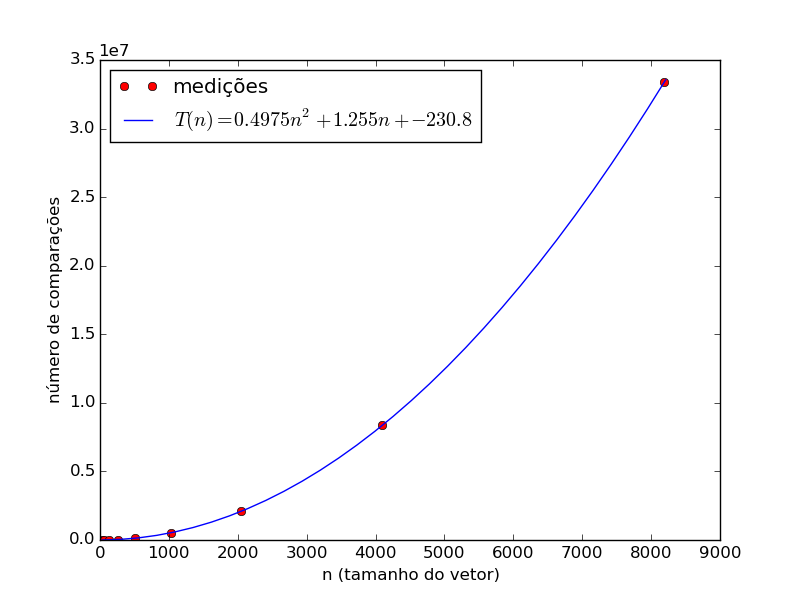 1e7
3.5
medições
T(n)=0.4975n² +1.255n+−230.8
3.0
2.5
2.0
1.5
1.0
0.5
0.0
número de comparações
0 1000 2000 3000 4000 5000 6000 7000 8000 9000
n (tamanho do vetor)